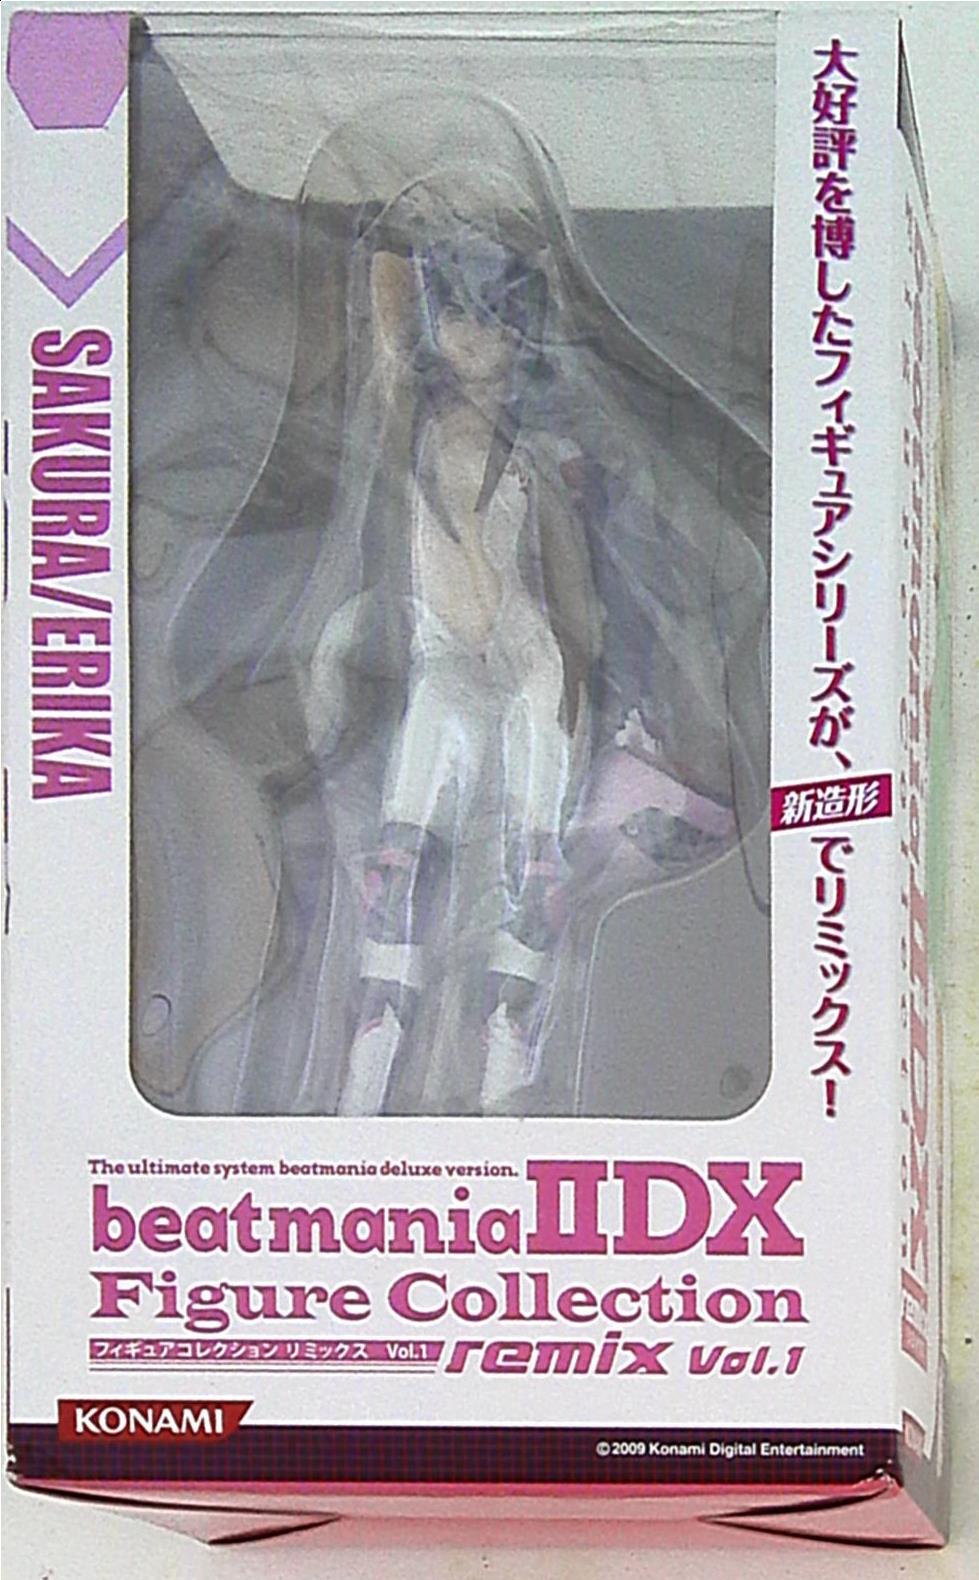 SAKURA/ERIKA
大好評を博したフィギュアシリーズが、新造形でリミックス!
The ultimate system beatmania deluxe version.
beatmania IIDX
Figure Collection
フィギュアコレクション リミックス Vol.1
remix Vol.1
KONAMI
©2009 Konami Digital Entertainment